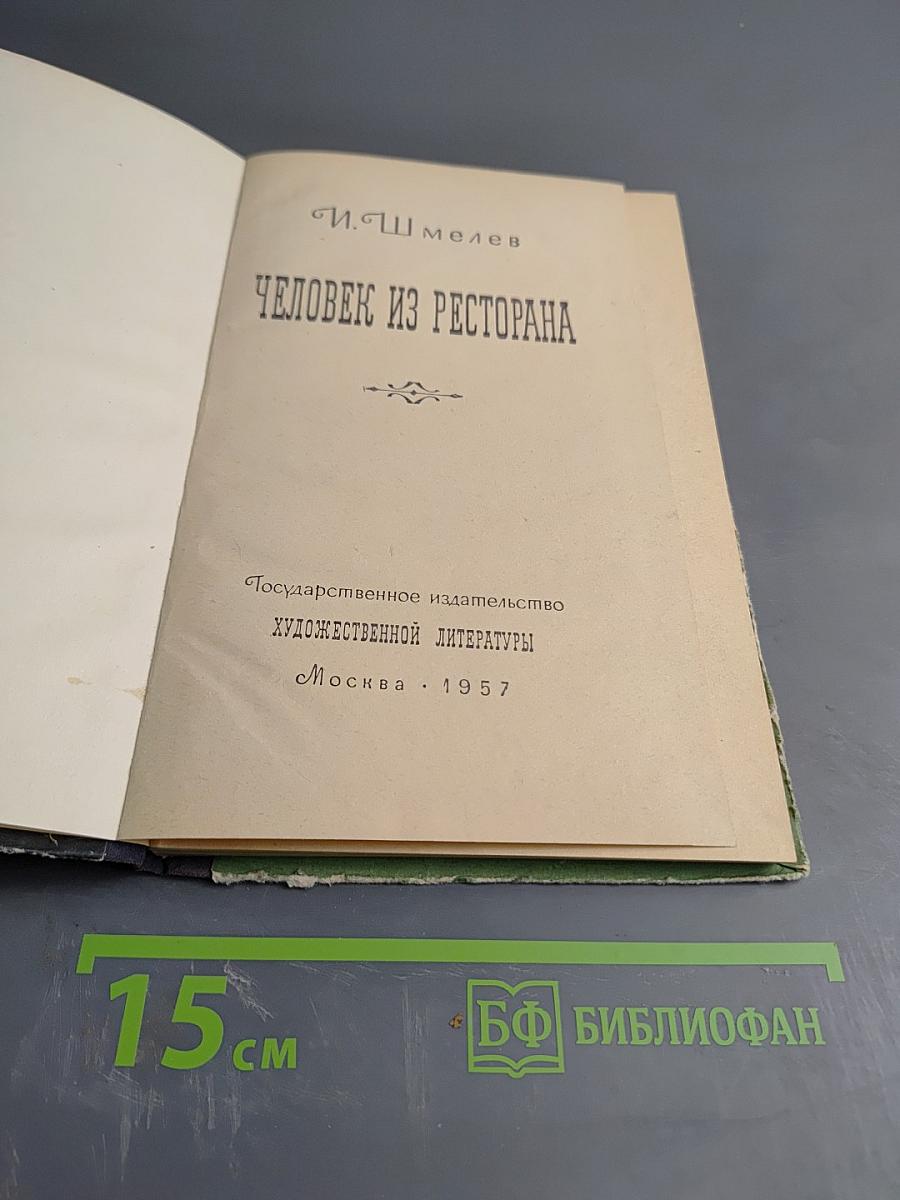 И. Шмелев
ЧЕЛОВЕК ИЗ РЕСТОРАНА
Государственное издательство
ХУДОЖЕСТВЕННОЙ ЛИТЕРАТУРЫ
Москва · 1957
15 см
БФ БИБЛИОФАН